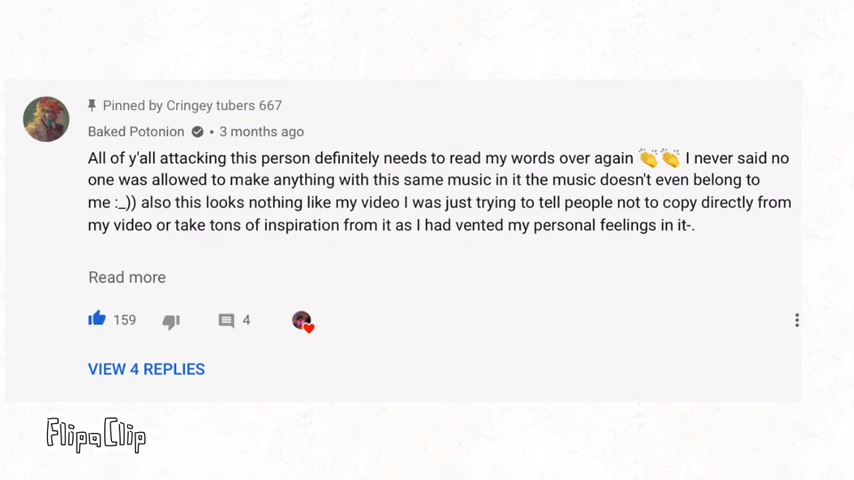 Pinned by Cringey tubers 667
Baked Potonion • 3 months ago
All of y'all attacking this person definitely needs to read my words over again 👏👏 I never said no
one was allowed to make anything with this same music in it the music doesn't even belong to
me :_)) also this looks nothing like my video I was just trying to tell people not to copy directly from
my video or take tons of inspiration from it as I had vented my personal feelings in it-.
Read more
159
4
VIEW 4 REPLIES
FlipaClip